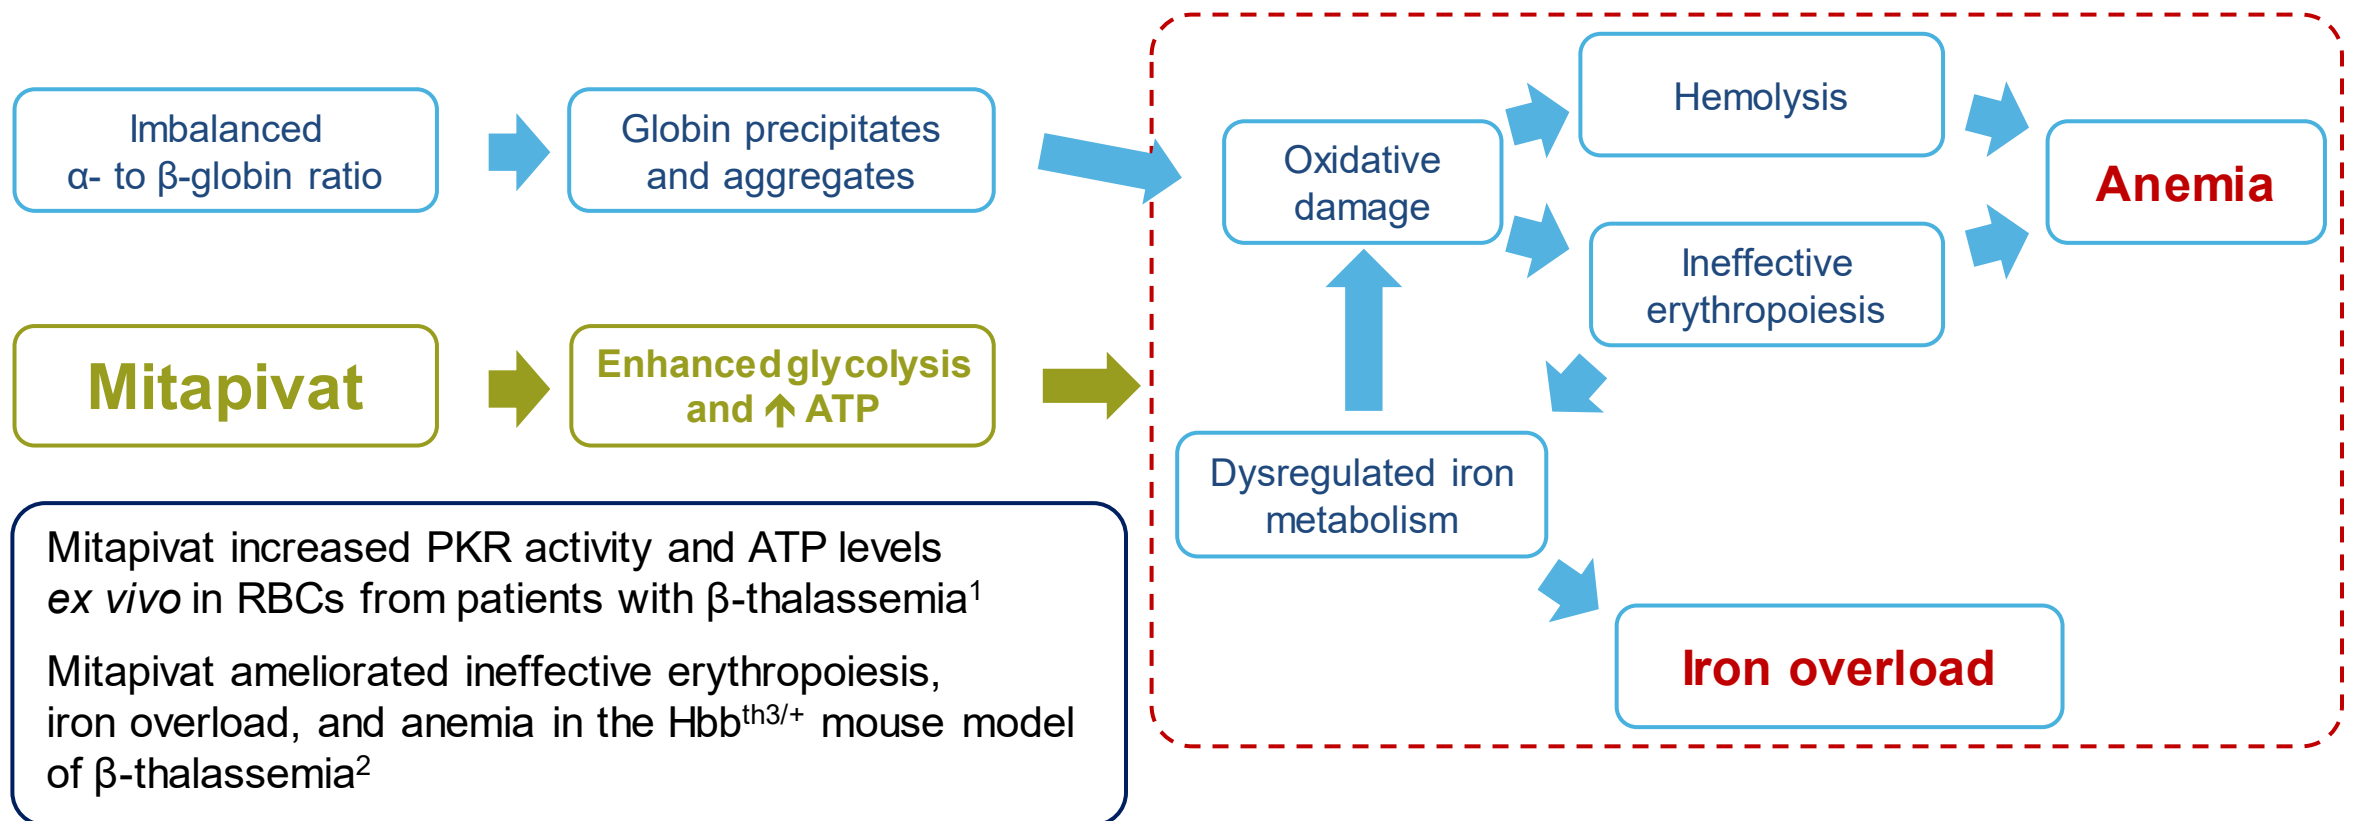 Imbalanced
α- to β-globin ratio
Globin precipitates
and aggregates
Oxidative
damage
Hemolysis
Ineffective
erythropoiesis
Anemia
Mitapivat
Enhanced glycolysis
and ↑ ATP
Dysregulated iron
metabolism
Iron overload
Mitapivat increased PKR activity and ATP levels
ex vivo in RBCs from patients with β-thalassemia¹
Mitapivat ameliorated ineffective erythropoiesis,
iron overload, and anemia in the Hbbᵗʰ³ᐟ⁺ mouse model
of β-thalassemia²